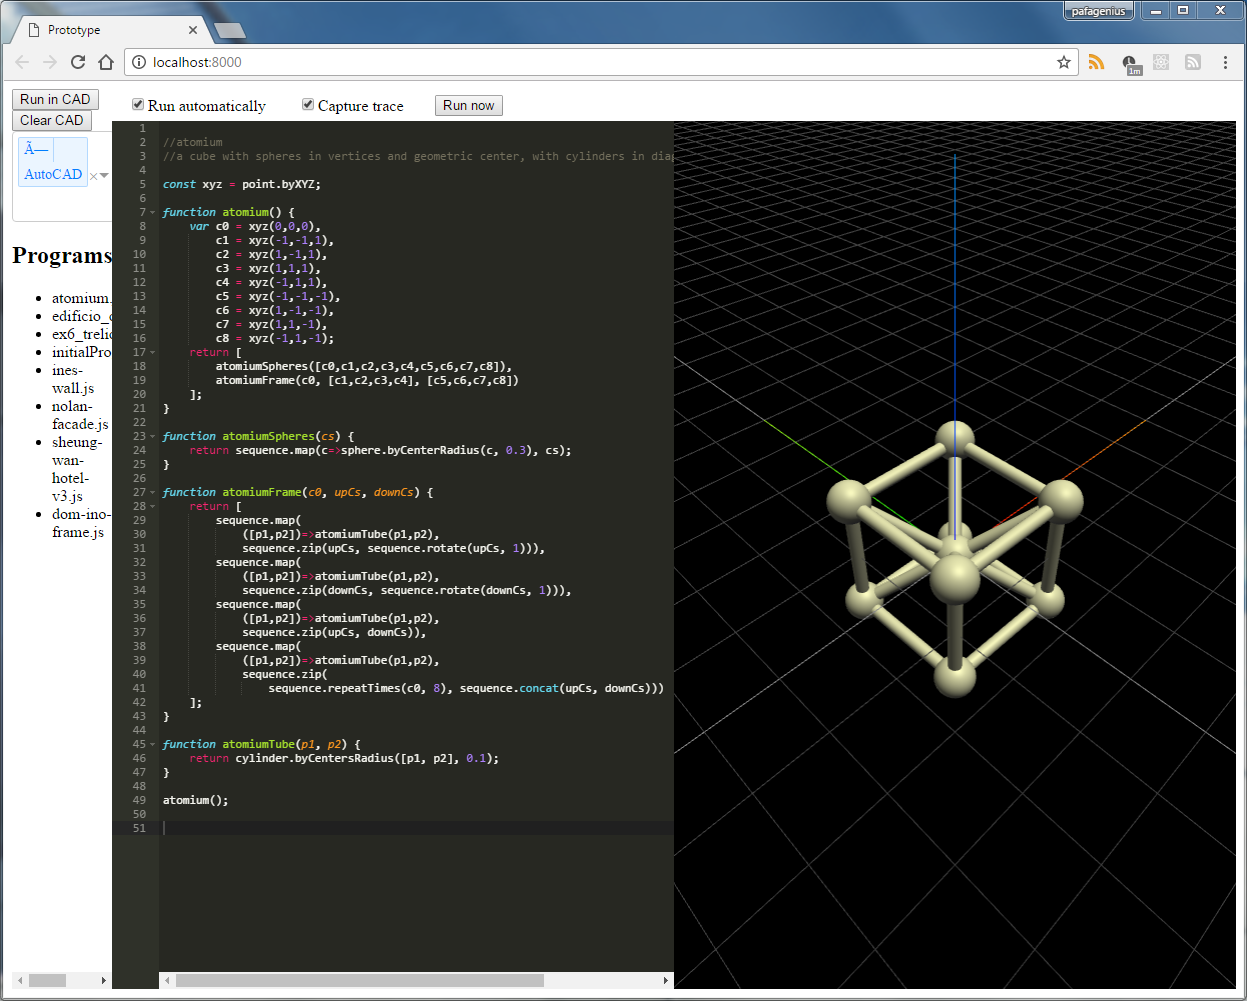 pafagenius
Prototype
localhost:8000
1m
Run in CAD
Clear CAD
Run automatically
Capture trace
Run now
Ã—
AutoCAD
Programs
atomium.
edificio_
ex6_trelic
initialPro
ines-
wall.js
nolan-
facade.js
sheung-
wan-
hotel-
v3.js
dom-ino-
frame.js
1
2 //atomium
3 //a cube with spheres in vertices and geometric center, with cylinders in diag
4
5 const xyz = point.byXYZ;
6
7 function atomium() {
8 var c0 = xyz(0,0,0),
9 c1 = xyz(-1,-1,1),
10 c2 = xyz(1,-1,1),
11 c3 = xyz(1,1,1),
12 c4 = xyz(-1,1,1),
13 c5 = xyz(-1,-1,-1),
14 c6 = xyz(1,-1,-1),
15 c7 = xyz(1,1,-1),
16 c8 = xyz(-1,1,-1);
17 return [
18 atomiumSpheres([c0,c1,c2,c3,c4,c5,c6,c7,c8]),
19 atomiumFrame(c0, [c1,c2,c3,c4], [c5,c6,c7,c8])
20 ];
21 }
22
23 function atomiumSpheres(cs) {
24 return sequence.map(c=>sphere.byCenterRadius(c, 0.3), cs);
25 }
26
27 function atomiumFrame(c0, upCs, downCs) {
28 return [
29 sequence.map(
30 ([p1,p2])=>atomiumTube(p1,p2),
31 sequence.zip(upCs, sequence.rotate(upCs, 1))),
32 sequence.map(
33 ([p1,p2])=>atomiumTube(p1,p2),
34 sequence.zip(downCs, sequence.rotate(downCs, 1))),
35 sequence.map(
36 ([p1,p2])=>atomiumTube(p1,p2),
37 sequence.zip(upCs, downCs)),
38 sequence.map(
39 ([p1,p2])=>atomiumTube(p1,p2),
40 sequence.zip(
41 sequence.repeatTimes(c0, 8), sequence.concat(upCs, downCs)))
42 ];
43 }
44
45 function atomiumTube(p1, p2) {
46 return cylinder.byCentersRadius([p1, p2], 0.1);
47 }
48
49 atomium();
50
51